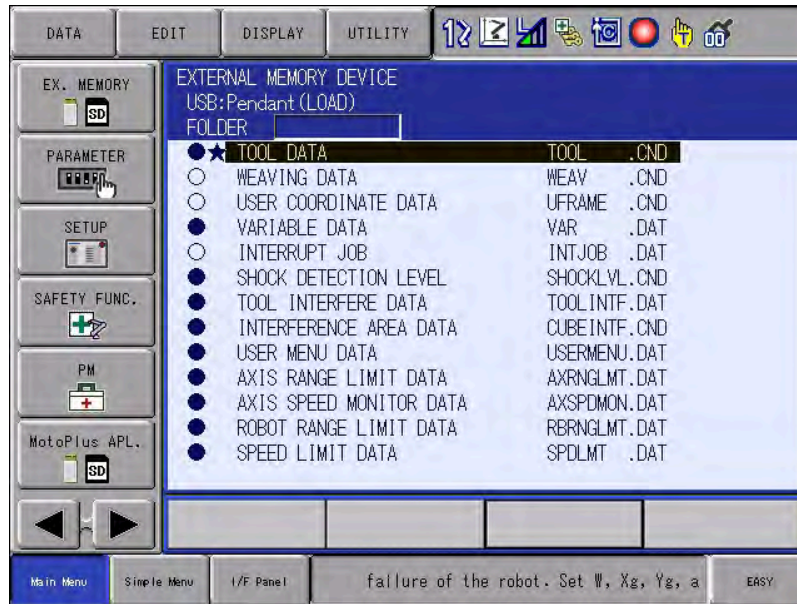 DATA EDIT DISPLAY UTILITY
EX. MEMORY
SD
PARAMETER
SETUP
SAFETY FUNC.
PM
MotoPlus APL.
SD
EXTERNAL MEMORY DEVICE
USB:Pendant(LOAD)
FOLDER
TOOL DATA TOOL .CND
WEAVING DATA WEAV .CND
USER COORDINATE DATA UFRAME .CND
VARIABLE DATA VAR .DAT
INTERRUPT JOB INTJOB .DAT
SHOCK DETECTION LEVEL SHOCKLVL.CND
TOOL INTERFERE DATA TOOLINTF.DAT
INTERFERENCE AREA DATA CUBEINTF.CND
USER MENU DATA USERMENU.DAT
AXIS RANGE LIMIT DATA AXRNGLMT.DAT
AXIS SPEED MONITOR DATA AXSPDMON.DAT
ROBOT RANGE LIMIT DATA RBRNGLMT.DAT
SPEED LIMIT DATA SPDLMT .DAT
Main Menu Simple Menu I/F Panel failure of the robot. Set W, Xg, Yg, a EASY